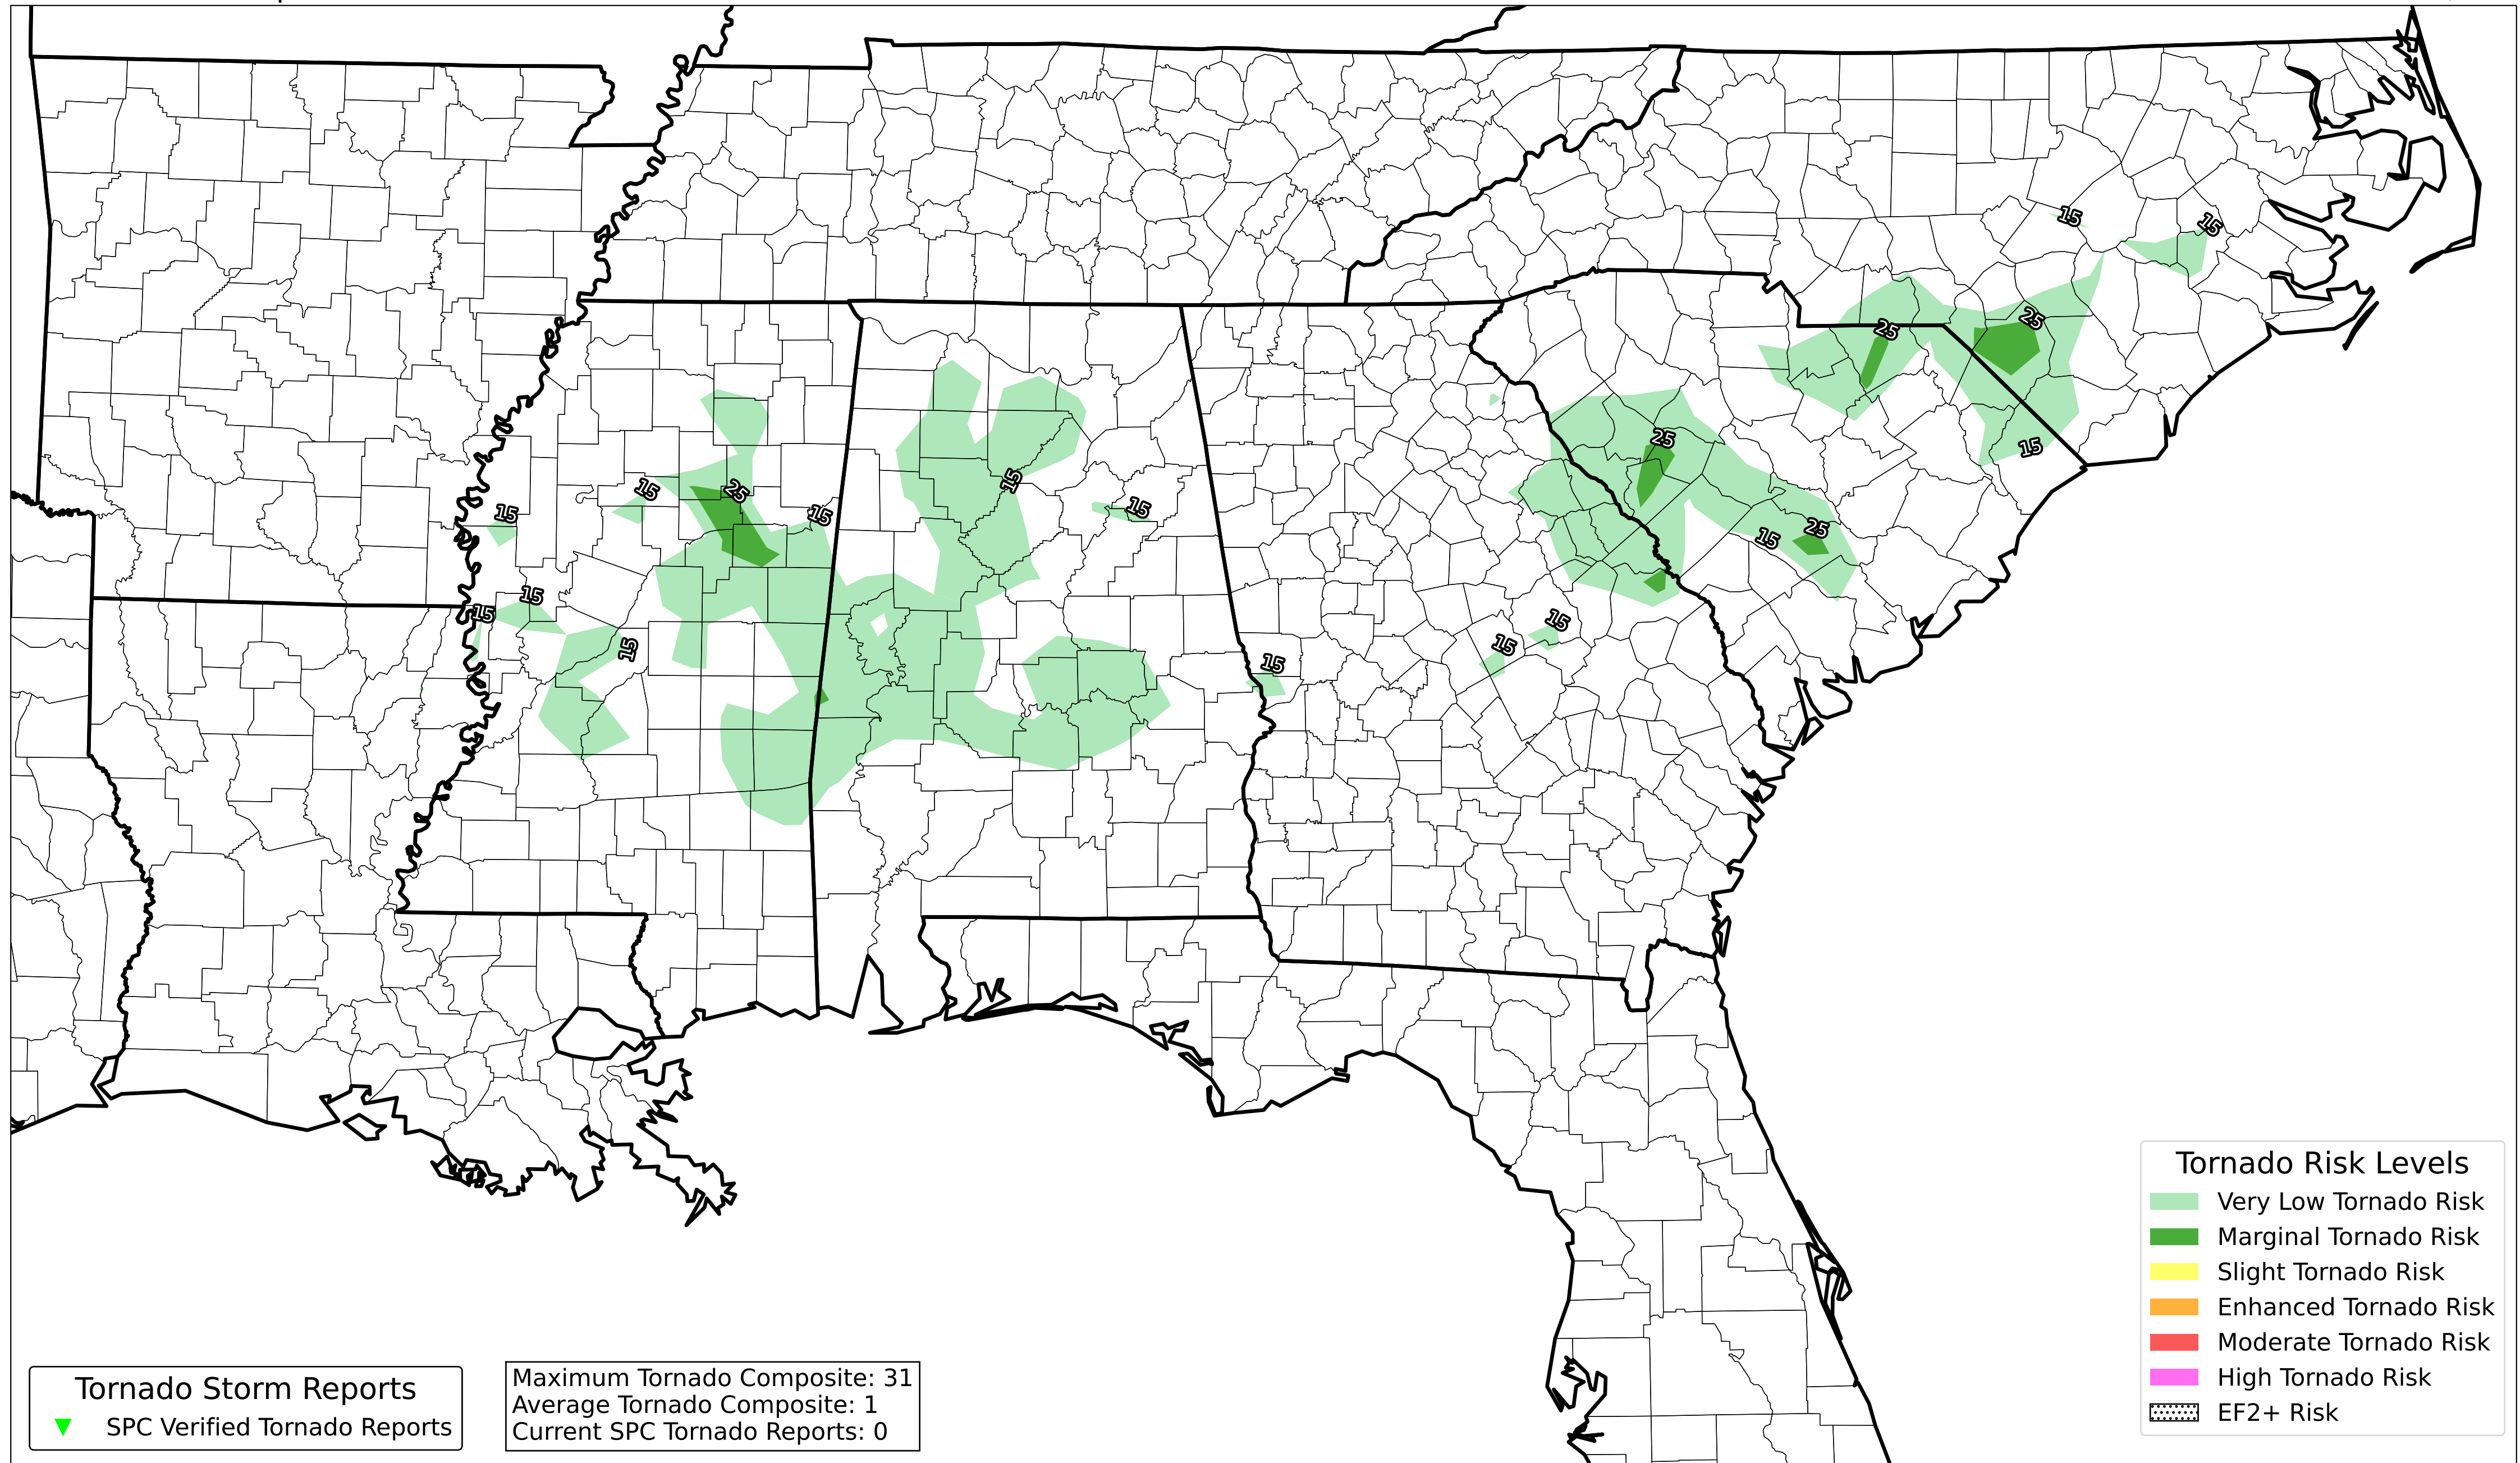 15
15
25
25
15
25
15
15
25
15
15
15
25
15
15
15
15
15
15
15
Tornado Risk Levels
Very Low Tornado Risk
Marginal Tornado Risk
Slight Tornado Risk
Enhanced Tornado Risk
Moderate Tornado Risk
High Tornado Risk
EF2+ Risk
Tornado Storm Reports
SPC Verified Tornado Reports
Maximum Tornado Composite: 31
Average Tornado Composite: 1
Current SPC Tornado Reports: 0